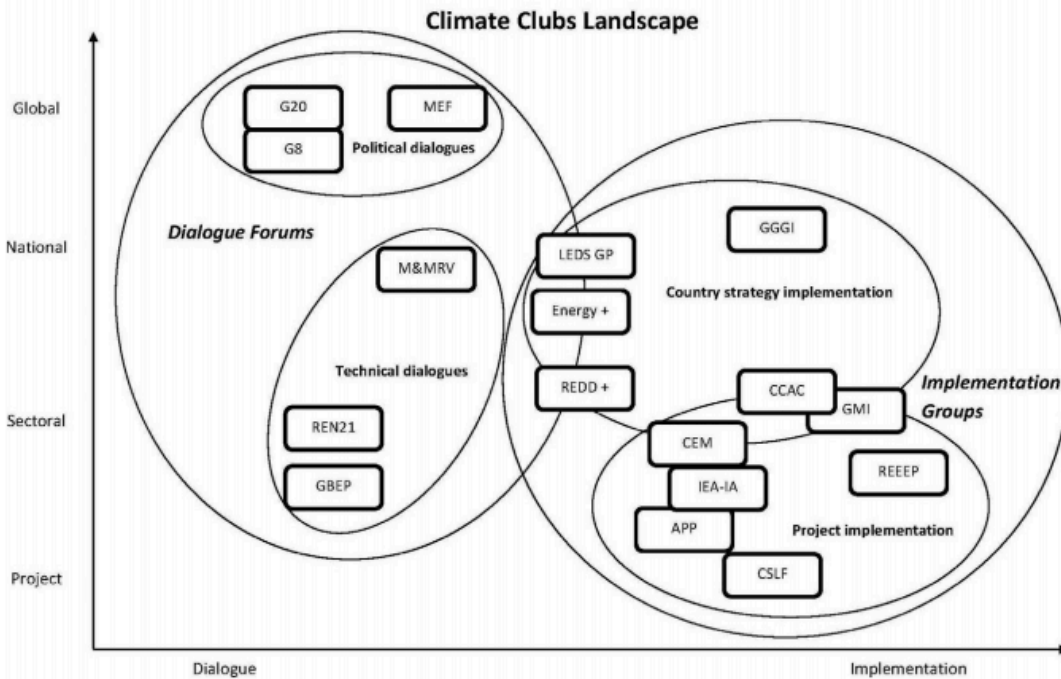 Climate Clubs Landscape
Global
G20
MEF
G8
Political dialogues
Dialogue Forums
National
GGGI
LEDS GP
M&MRV
Country strategy implementation
Energy +
Technical dialogues
REDD +
CCAC
Implementation
Groups
GMI
Sectoral
REN21
CEM
REEEP
GBEP
IEA-IA
APP
Project implementation
CSLF
Project
Dialogue
Implementation